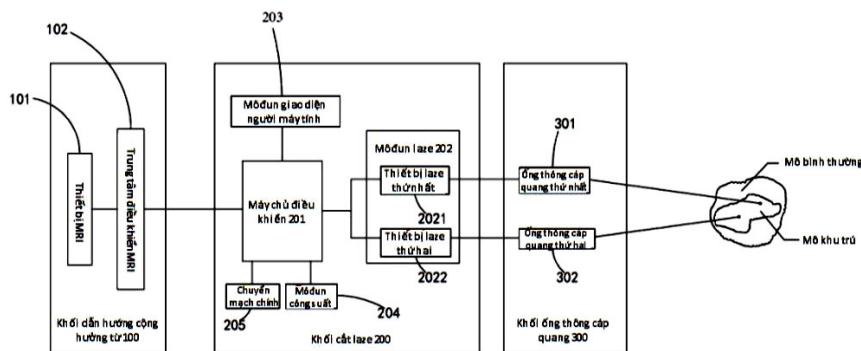 102
203
101
Thiết bị MRI
Trung tâm điều khiển MRI
Khối dẫn hướng cộng
hưởng từ 100
Môđun giao diện
người máy tính
Máy chủ điều
khiển 201
Chuyển
mạch chính
205
Môđun
công suất
204
Môđun laze 202
Thiết bị laze
thứ nhất
2021
Thiết bị laze
thứ hai
2022
Khối cắt laze 200
301
Ống thông cáp
quang thứ nhất
Ống thông cáp
quang thứ hai
302
Khối ống thông cáp
quang 300
Mô bình thường
Mô khu trú